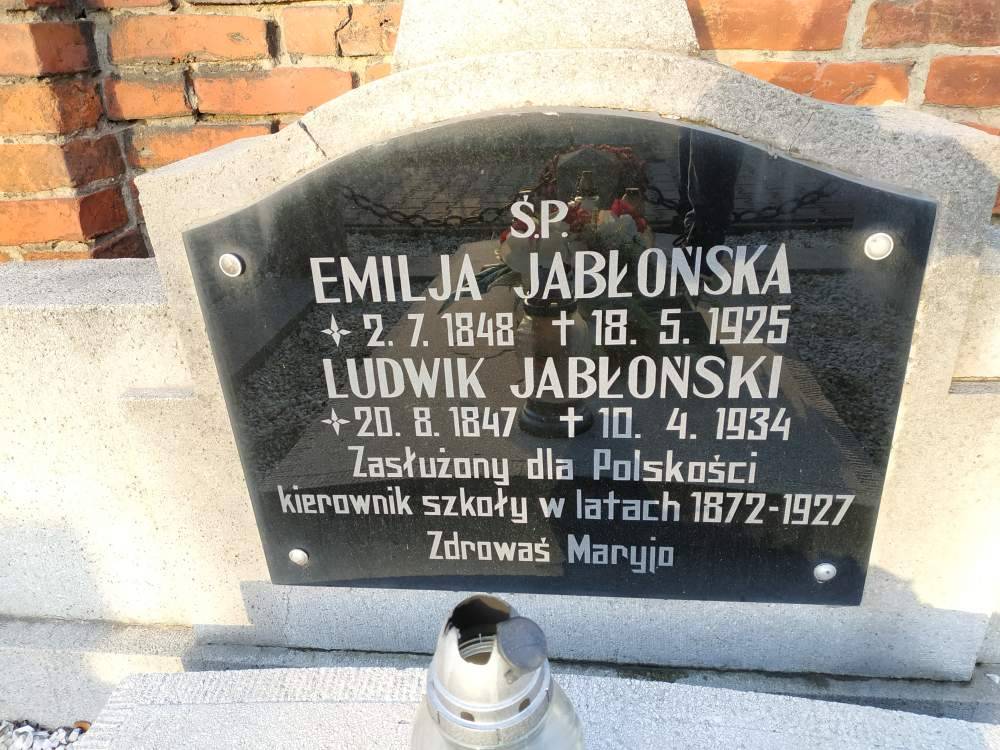 Ś.P.
EMILJA JABŁOŃSKA
2. 7. 1848 18. 5. 1925
LUDWIK JABŁOŃSKI
20. 8. 1847 10. 4. 1934
Zasłużony dla Polskości
kierownik szkoły w latach 1872-1927
Zdrowaś Maryjo